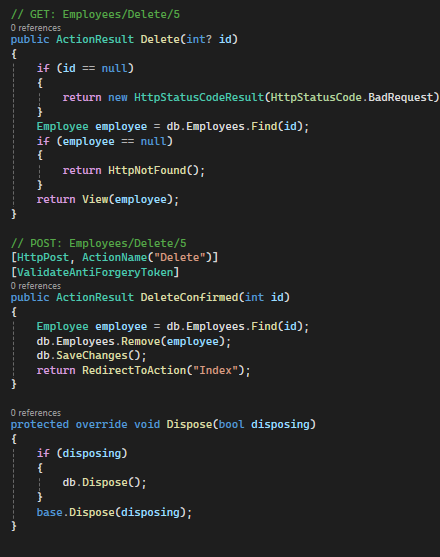 // GET: Employees/Delete/5
0 references
public ActionResult Delete(int? id)
{
if (id == null)
{
return new HttpStatusCodeResult(HttpStatusCode.BadRequest)
}
Employee employee = db.Employees.Find(id);
if (employee == null)
{
return HttpNotFound();
}
return View(employee);
}
// POST: Employees/Delete/5
[HttpPost, ActionName("Delete")]
[ValidateAntiForgeryToken]
0 references
public ActionResult DeleteConfirmed(int id)
{
Employee employee = db.Employees.Find(id);
db.Employees.Remove(employee);
db.SaveChanges();
return RedirectToAction("Index");
}
0 references
protected override void Dispose(bool disposing)
{
if (disposing)
{
db.Dispose();
}
base.Dispose(disposing);
}